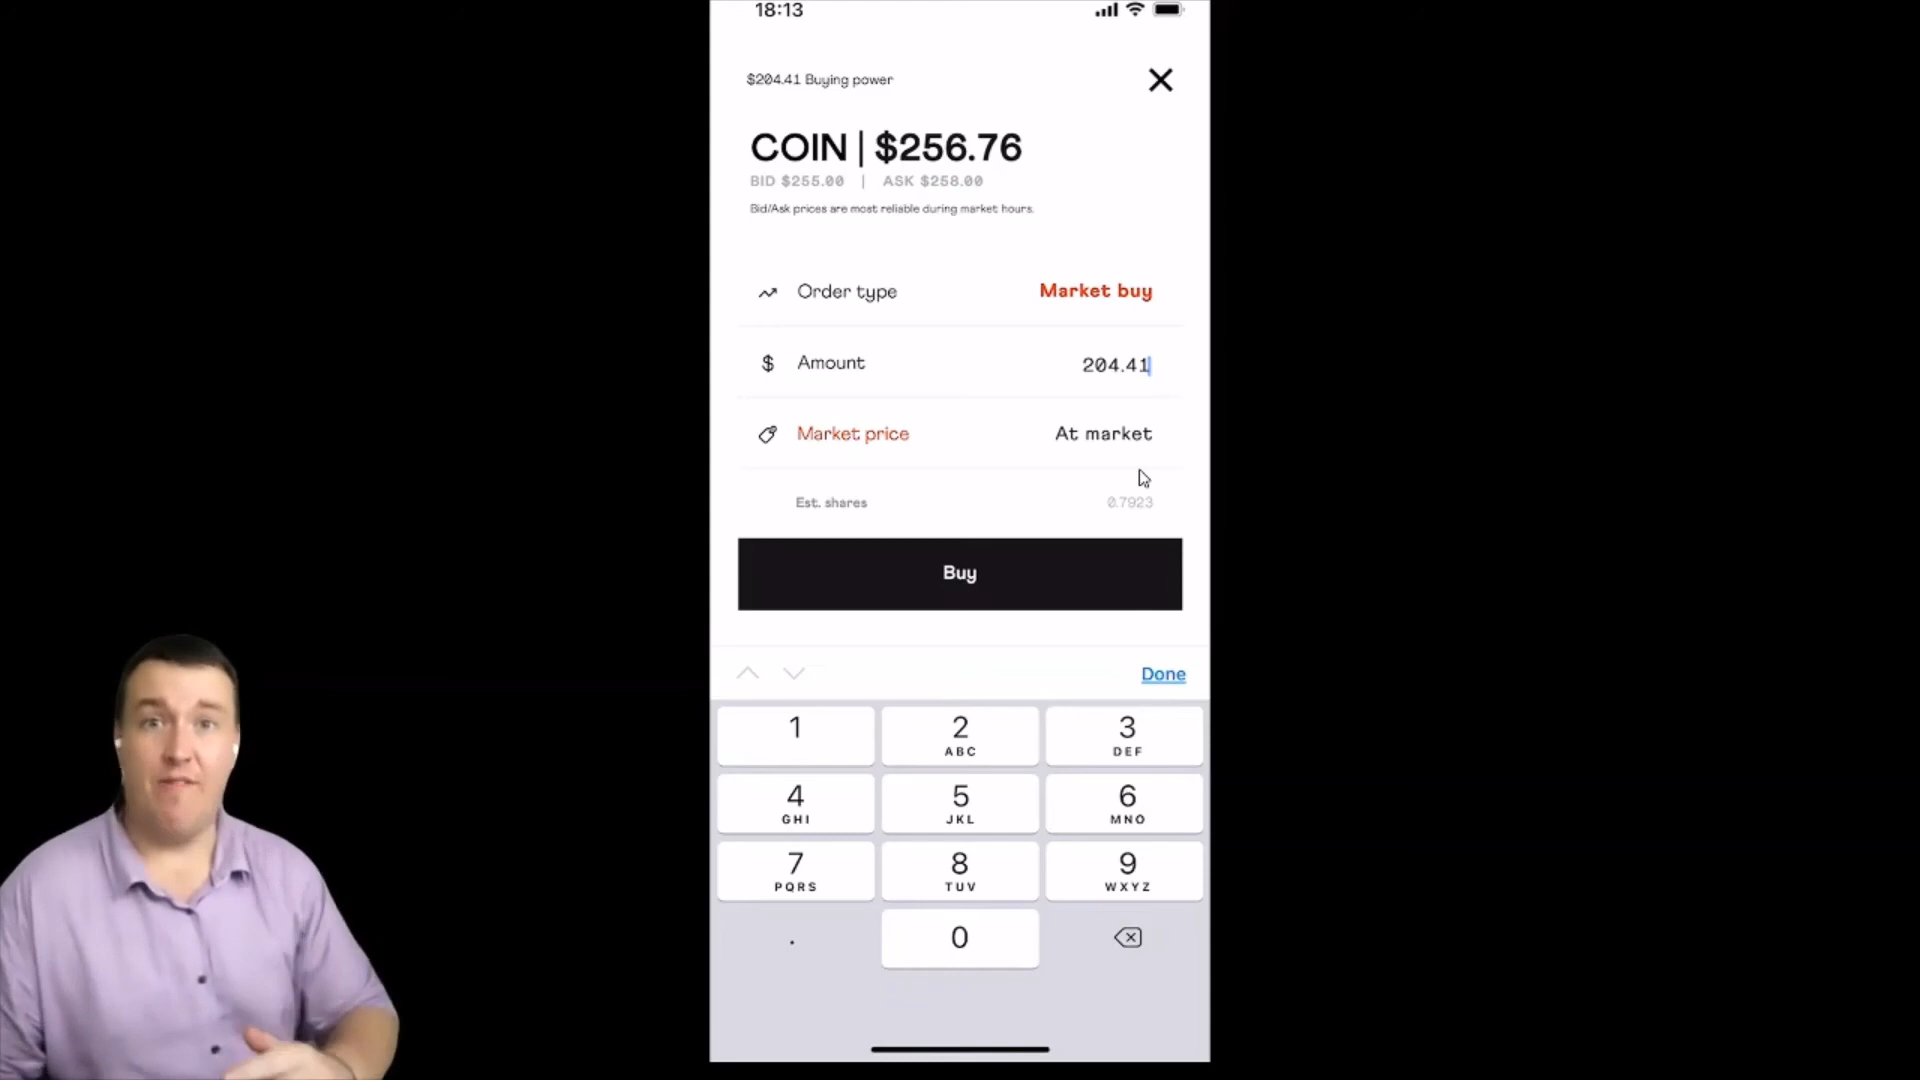 18:13
$204.41 Buying power
COIN | $256.76
BID $255.00 | ASK $258.00
Bid/Ask prices are most reliable during market hours.
Order type Market buy
$ Amount 204.41
Market price At market
Est. shares 0.7923
Buy
Done
1 2 3
ABC DEF
4 5 6
GHI JKL MNO
7 8 9
PQRS TUV WXYZ
. 0